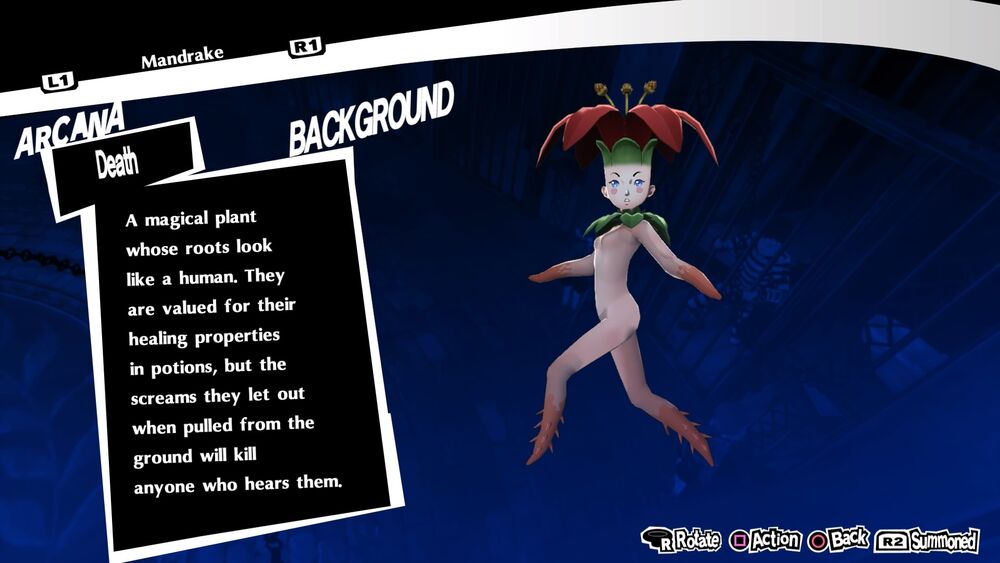 L1
Mandrake
R1
ARCANA
Death
BACKGROUND
A magical plant
whose roots look
like a human. They
are valued for their
healing properties
in potions, but the
screams they let out
when pulled from the
ground will kill
anyone who hears them.
R Rotate Action Back R2 Summoned